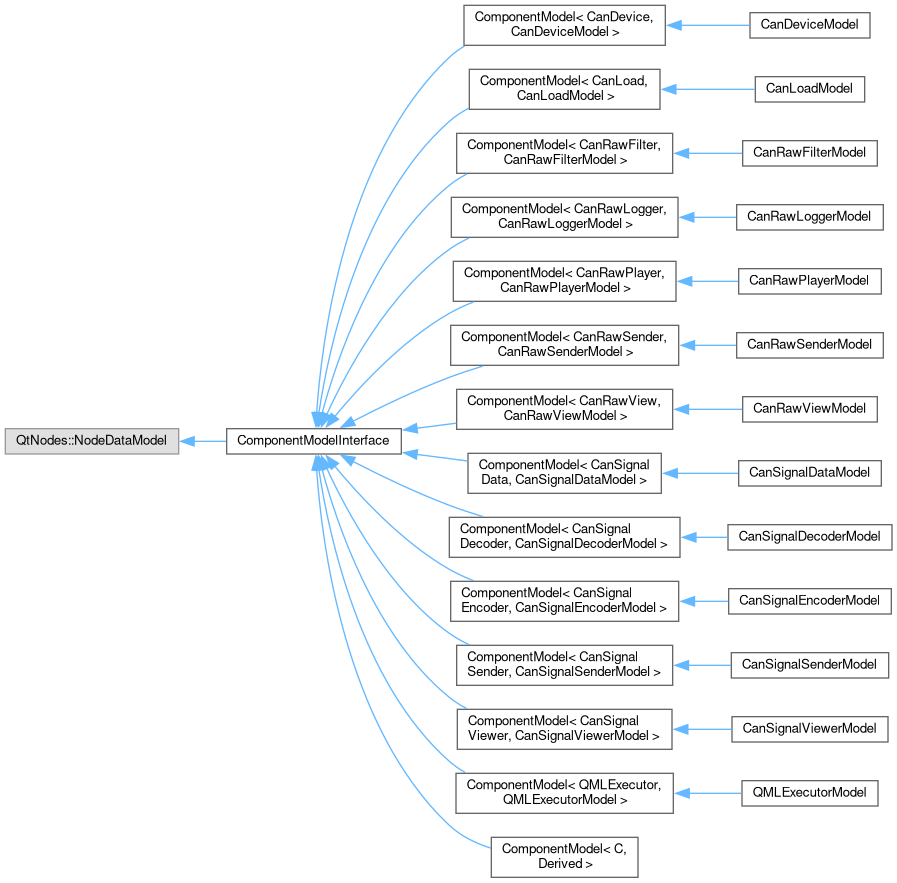 ComponentModel< CanDevice,
CanDeviceModel >
CanDeviceModel
ComponentModel< CanLoad,
CanLoadModel >
CanLoadModel
ComponentModel< CanRawFilter,
CanRawFilterModel >
CanRawFilterModel
ComponentModel< CanRawLogger,
CanRawLoggerModel >
CanRawLoggerModel
ComponentModel< CanRawPlayer,
CanRawPlayerModel >
CanRawPlayerModel
ComponentModel< CanRawSender,
CanRawSenderModel >
CanRawSenderModel
ComponentModel< CanRawView,
CanRawViewModel >
CanRawViewModel
QtNodes::NodeDataModel
ComponentModelInterface
ComponentModel< CanSignal
Data, CanSignalDataModel >
CanSignalDataModel
ComponentModel< CanSignal
Decoder, CanSignalDecoderModel >
CanSignalDecoderModel
ComponentModel< CanSignal
Encoder, CanSignalEncoderModel >
CanSignalEncoderModel
ComponentModel< CanSignal
Sender, CanSignalSenderModel >
CanSignalSenderModel
ComponentModel< CanSignal
Viewer, CanSignalViewerModel >
CanSignalViewerModel
ComponentModel< QMLExecutor,
QMLExecutorModel >
QMLExecutorModel
ComponentModel< C,
Derived >